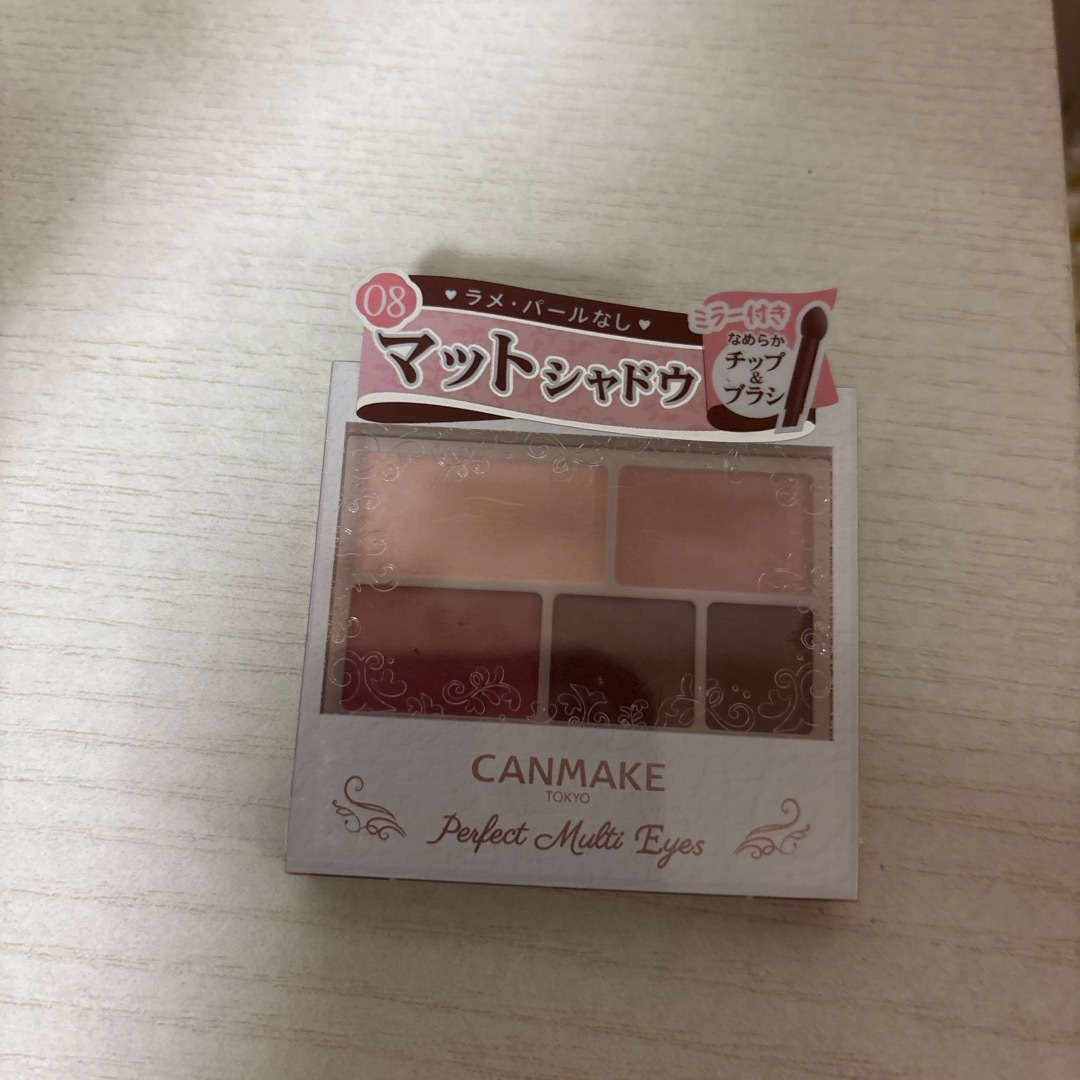 08
♥ ラメ・パールなし ♥
マットシャドウ
ミラー付き
なめらか
チップ
&
ブラシ
CANMAKE
TOKYO
Perfect Multi Eyes